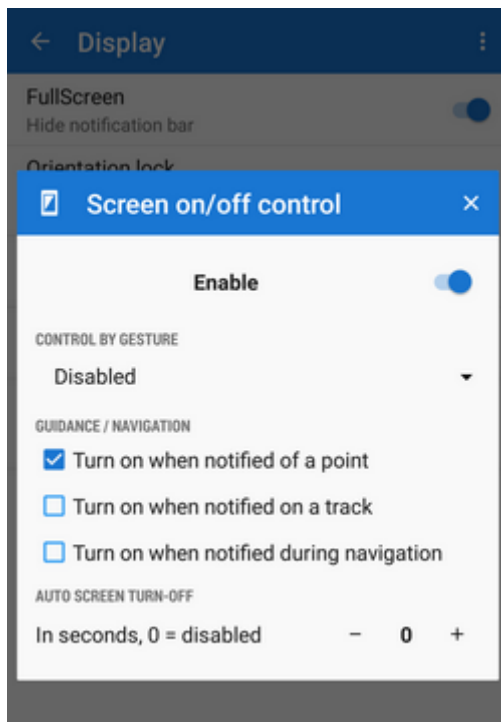 Display
FullScreen
Hide notification bar
Orientation lock
Screen on/off control
Enable
CONTROL BY GESTURE
Disabled
GUIDANCE / NAVIGATION
Turn on when notified of a point
Turn on when notified on a track
Turn on when notified during navigation
AUTO SCREEN TURN-OFF
In seconds, 0 = disabled − 0 +